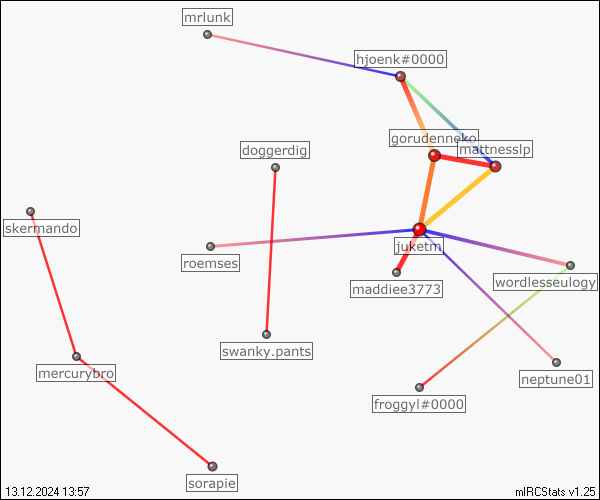 mrlunk
hjoenk#0000
gorudenneko
mattnesslp
doggerdig
skermando
juketm
roemses
wordlesseulogy
maddiee3773
swanky.pants
mercurybro
neptune01
froggyl#0000
sorapie
13.12.2024 13:57
mIRCStats v1.25